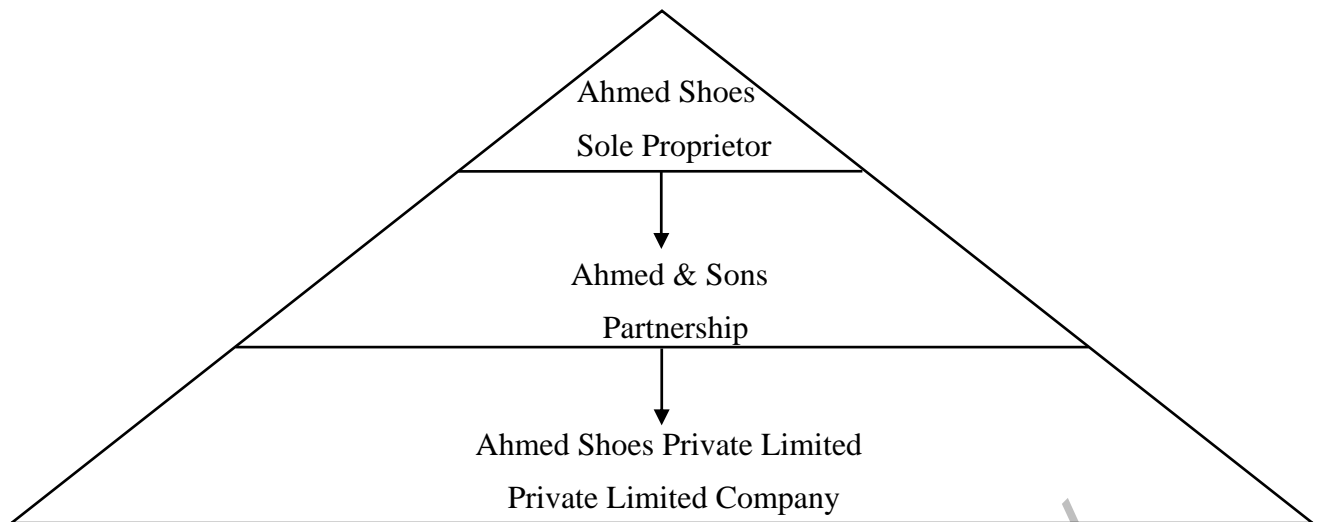 Ahmed Shoes
Sole Proprietor
Ahmed & Sons
Partnership
Ahmed Shoes Private Limited
Private Limited Company